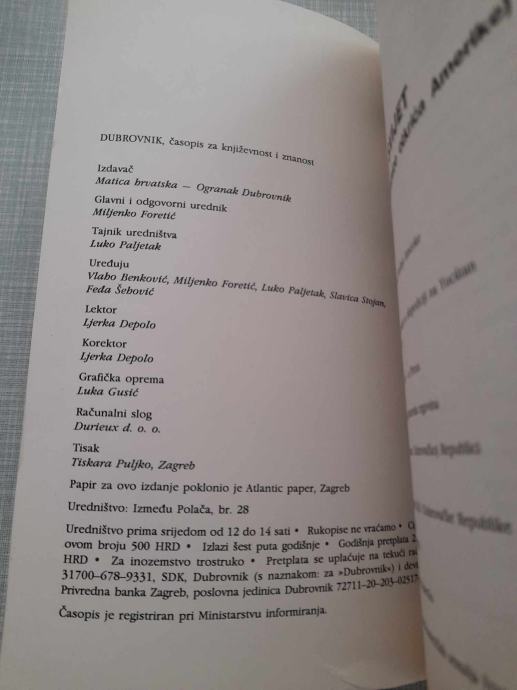 DUBROVNIK, časopis za književnost i znanost
Izdavač
Matica hrvatska — Ogranak Dubrovnik
Glavni i odgovorni urednik
Miljenko Foretić
Tajnik uredništva
Luko Paljetak
Uređuju
Vlaho Benković, Miljenko Foretić, Luko Paljetak, Slavica Stojan,
Feđa Šehović
Lektor
Ljerka Depolo
Korektor
Ljerka Depolo
Grafička oprema
Luka Gusić
Računalni slog
Durieux d. o. o.
Tisak
Tiskara Puljko, Zagreb
Papir za ovo izdanje poklonio je Atlantic paper, Zagreb
Uredništvo: Između Polača, br. 28
Uredništvo prima srijedom od 12 do 14 sati • Rukopise ne vraćamo •
ovom broju 500 HRD • Izlazi šest puta godišnje • Godišnja pretplata
HRD • Za inozemstvo trostruko • Pretplata se uplaćuje na tekući
31700–678–9331, SDK, Dubrovnik (s naznakom: za »Dubrovnik«) i
Privredna banka Zagreb, poslovna jedinica Dubrovnik 72711–20–203–02517
Časopis je registriran pri Ministarstvu informiranja.
Amerike)